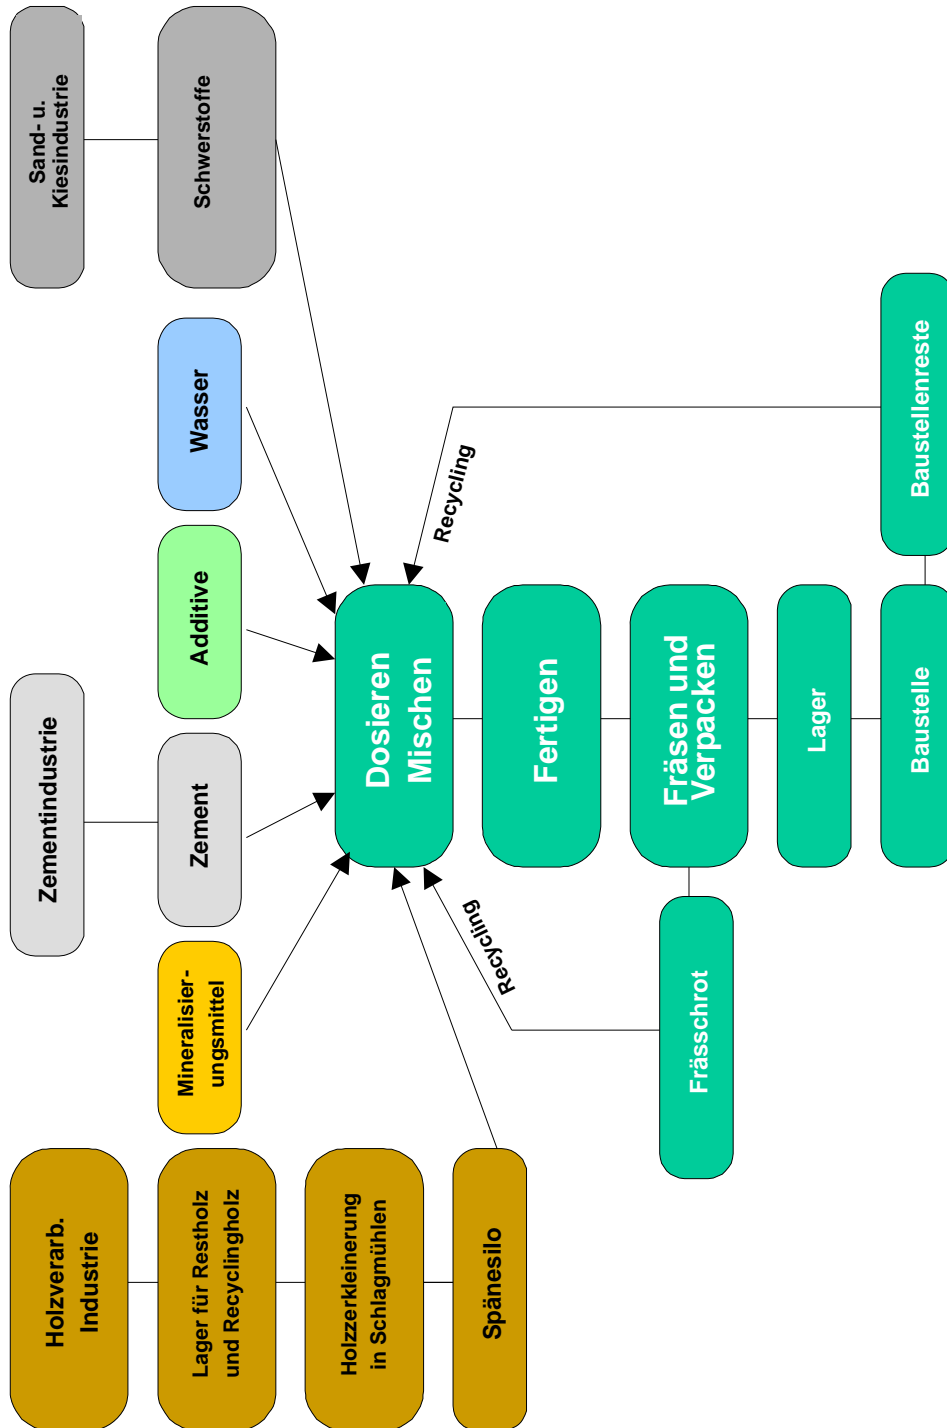 Holzverarb.
Industrie
Zementindustrie
Sand- u.
Kiesindustrie
Lager für Restholz
und Recyclingholz
Mineralisier-
ungsmittel
Zement
Additive
Wasser
Schwerstoffe
Holzzerkleinerung
in Schlagmühlen
Spänesilo
Dosieren
Mischen
Recycling
Recycling
Fertigen
Frässchrot
Fräsen und
Verpacken
Lager
Baustelle
Baustellenreste